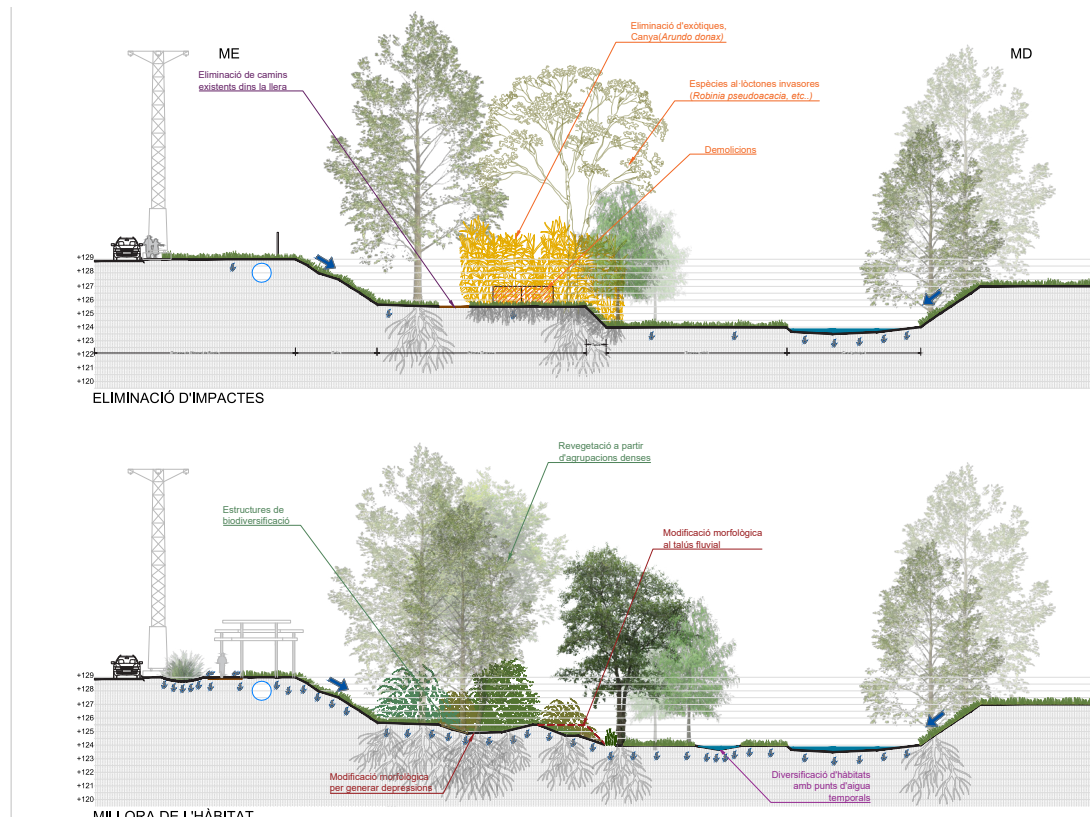 ME
MD
Eliminació d'exòtiques,
Canya(Arundo donax)
Eliminació de camins
existents dins la llera
Espècies al·lòctones invasores
(Robinia pseudoacacia, etc..)
Demolicions
+129
+128
+127
+126
+125
+124
+123
+122
+121
+120
ELIMINACIÓ D'IMPACTES
Revegetació a partir
d'agrupacions denses
Estructures de
biodiversificació
Modificació morfològica
al talús fluvial
+129
+128
+127
+126
+125
+124
+123
+122
+121
+120
Modificació morfològica
per generar depressions
Diversificació d'hàbitats
amb punts d'aigua
temporals
MILLORA DE L'HÀBITAT